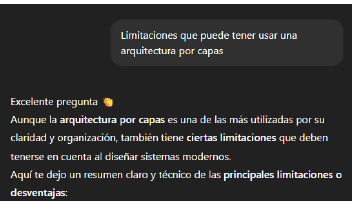 Limitaciones que puede tener usar una
arquitectura por capas
Excelente pregunta 👏
Aunque la arquitectura por capas es una de las más utilizadas por su
claridad y organización, también tiene ciertas limitaciones que deben
tenerse en cuenta al diseñar sistemas modernos.
Aquí te dejo un resumen claro y técnico de las principales limitaciones o
desventajas: